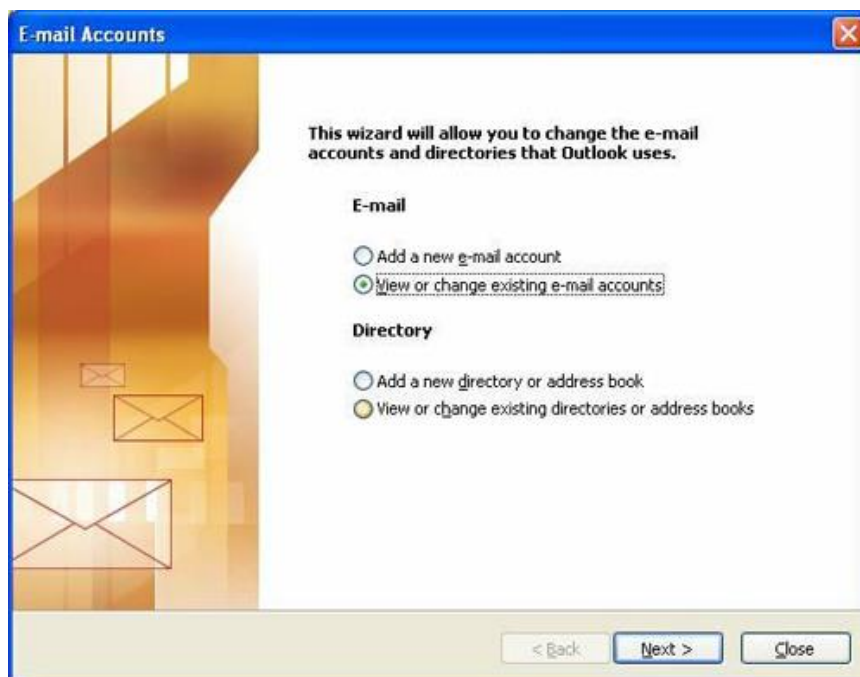 E-mail Accounts
This wizard will allow you to change the e-mail
accounts and directories that Outlook uses.
E-mail
Add a new e-mail account
View or change existing e-mail accounts
Directory
Add a new directory or address book
View or change existing directories or address books
< Back
Next >
Close